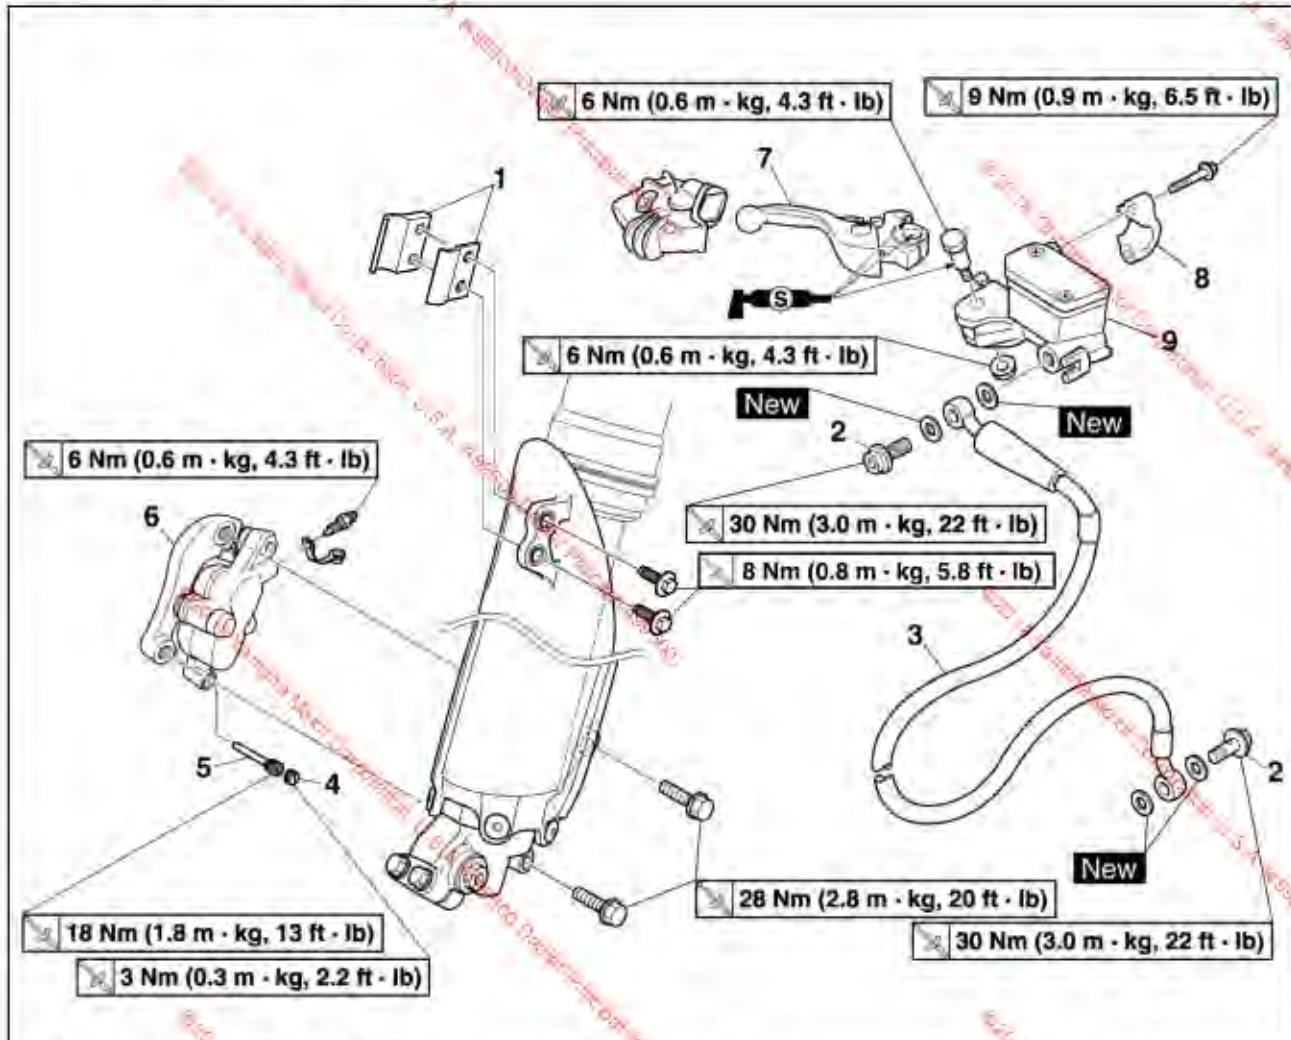 6 Nm (0.6 m · kg, 4.3 ft · lb)
9 Nm (0.9 m · kg, 6.5 ft · lb)
1
7
8
S
9
6 Nm (0.6 m · kg, 4.3 ft · lb)
New
New
2
6 Nm (0.6 m · kg, 4.3 ft · lb)
6
30 Nm (3.0 m · kg, 22 ft · lb)
8 Nm (0.8 m · kg, 5.8 ft · lb)
3
5
4
2
New
28 Nm (2.8 m · kg, 20 ft · lb)
18 Nm (1.8 m · kg, 13 ft · lb)
30 Nm (3.0 m · kg, 22 ft · lb)
3 Nm (0.3 m · kg, 2.2 ft · lb)